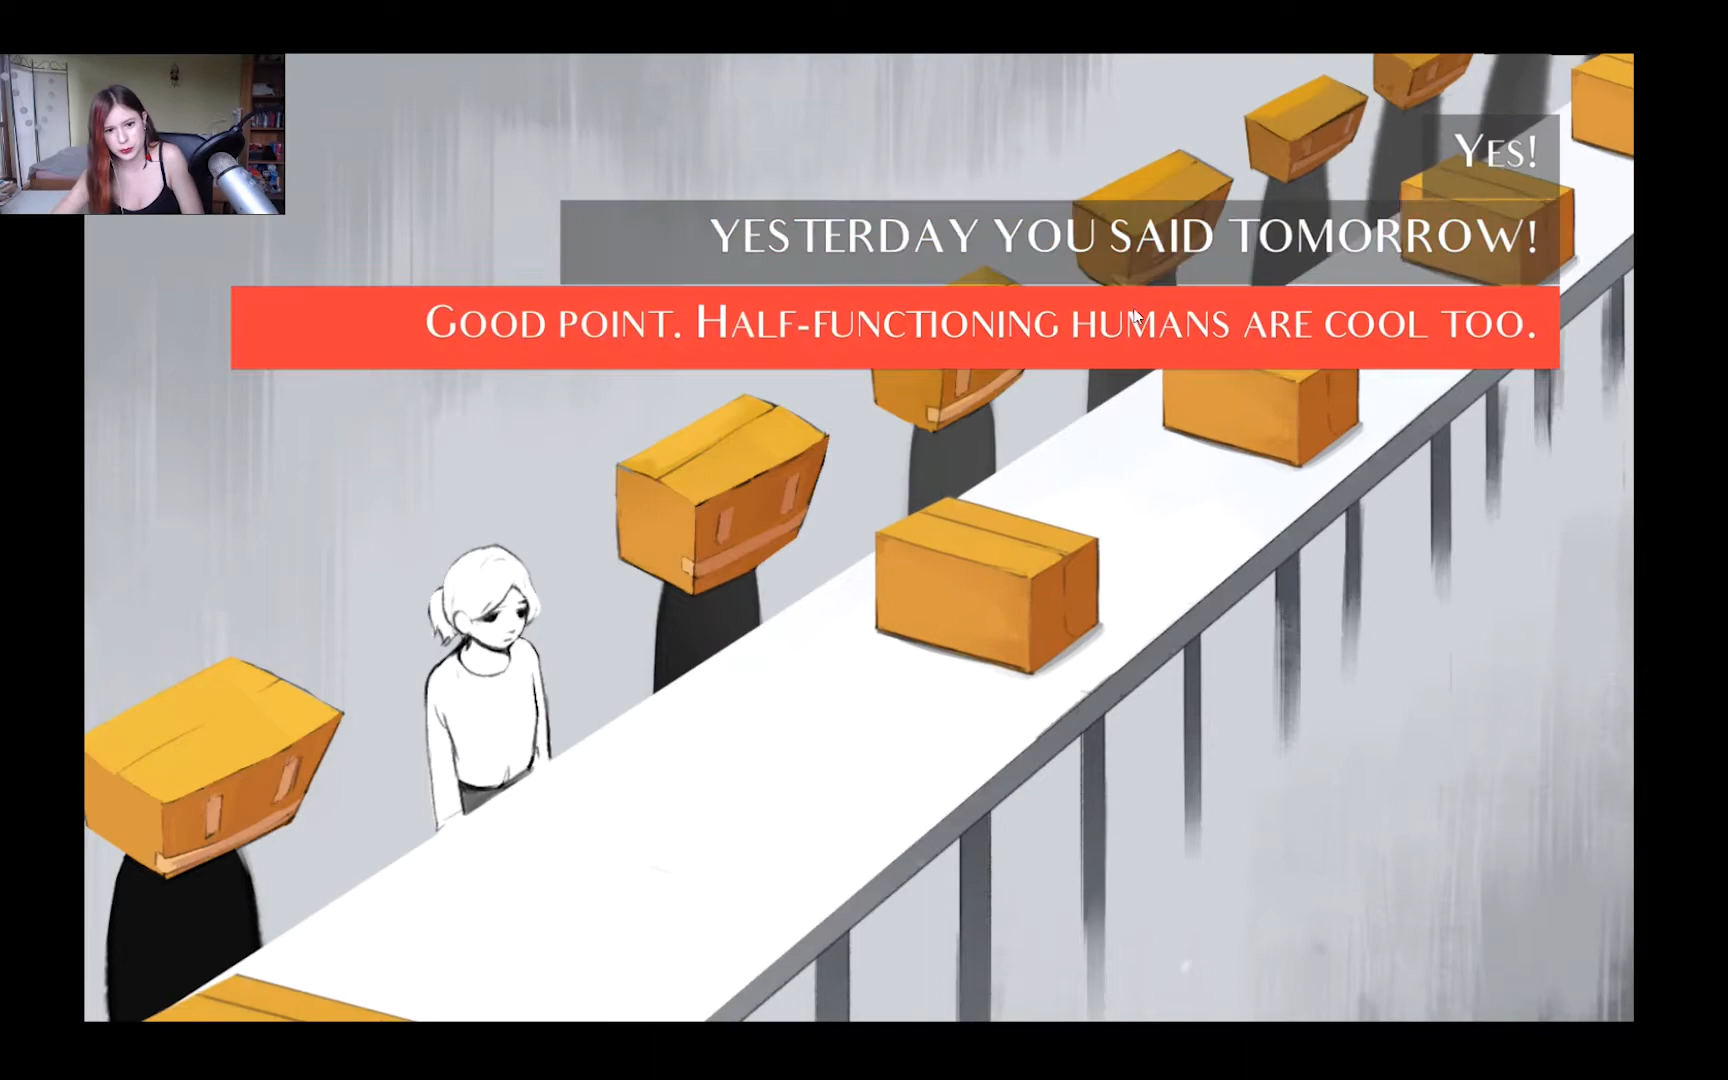 Yes!
YESTERDAY YOU SAID TOMORROW!
Good point. Half-functioning humans are cool too.